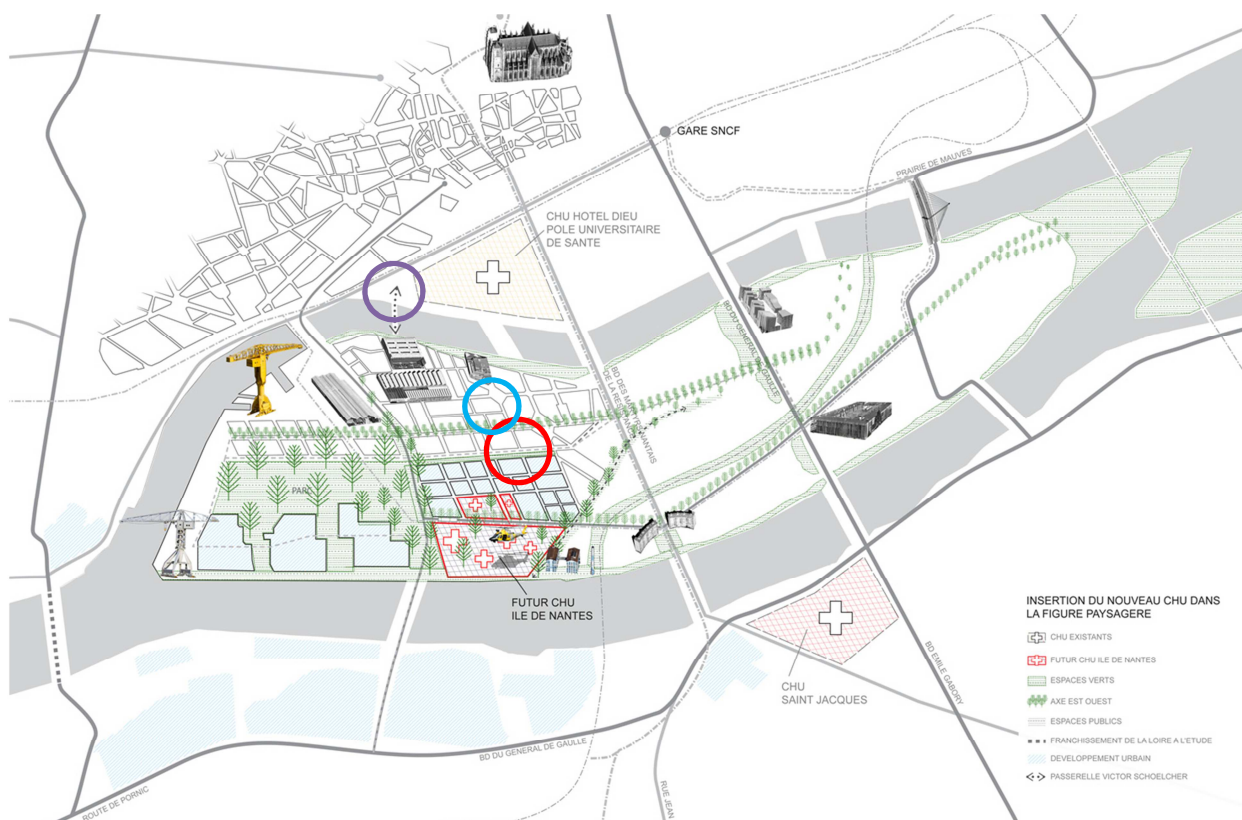 GARE SNCF
PRAIRIE DE MAUVES
CHU HOTEL DIEU
POLE UNIVERSITAIRE
DE SANTE
BD DU GENERAL DE GAULLE
BD DES MARTYRS NANTAIS
DE LA RESISTANCE
PARC
FUTUR CHU
ILE DE NANTES
CHU
SAINT JACQUES
BD EMILE GABORY
BD DU GENERAL DE GAULLE
ROUTE DE PORNIC
RUE JEAN
INSERTION DU NOUVEAU CHU DANS
LA FIGURE PAYSAGERE
CHU EXISTANTS
FUTUR CHU ILE DE NANTES
ESPACES VERTS
AXE EST OUEST
ESPACES PUBLICS
FRANCHISSEMENT DE LA LOIRE A L'ETUDE
DEVELOPPEMENT URBAIN
PASSERELLE VICTOR SCHOELCHER